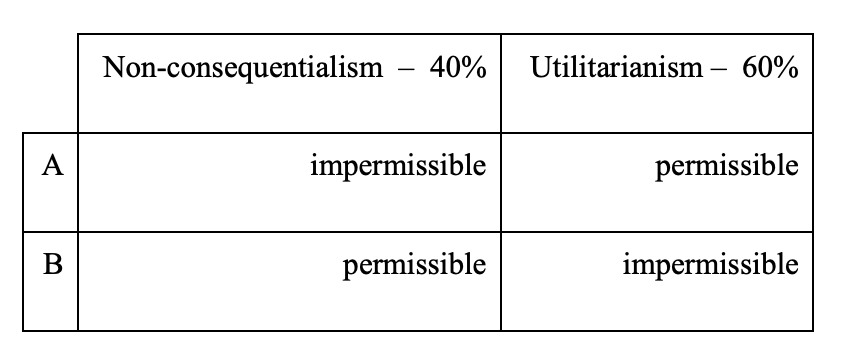 Non-consequentialism – 40% Utilitarianism – 60%
A impermissible permissible
B permissible impermissible